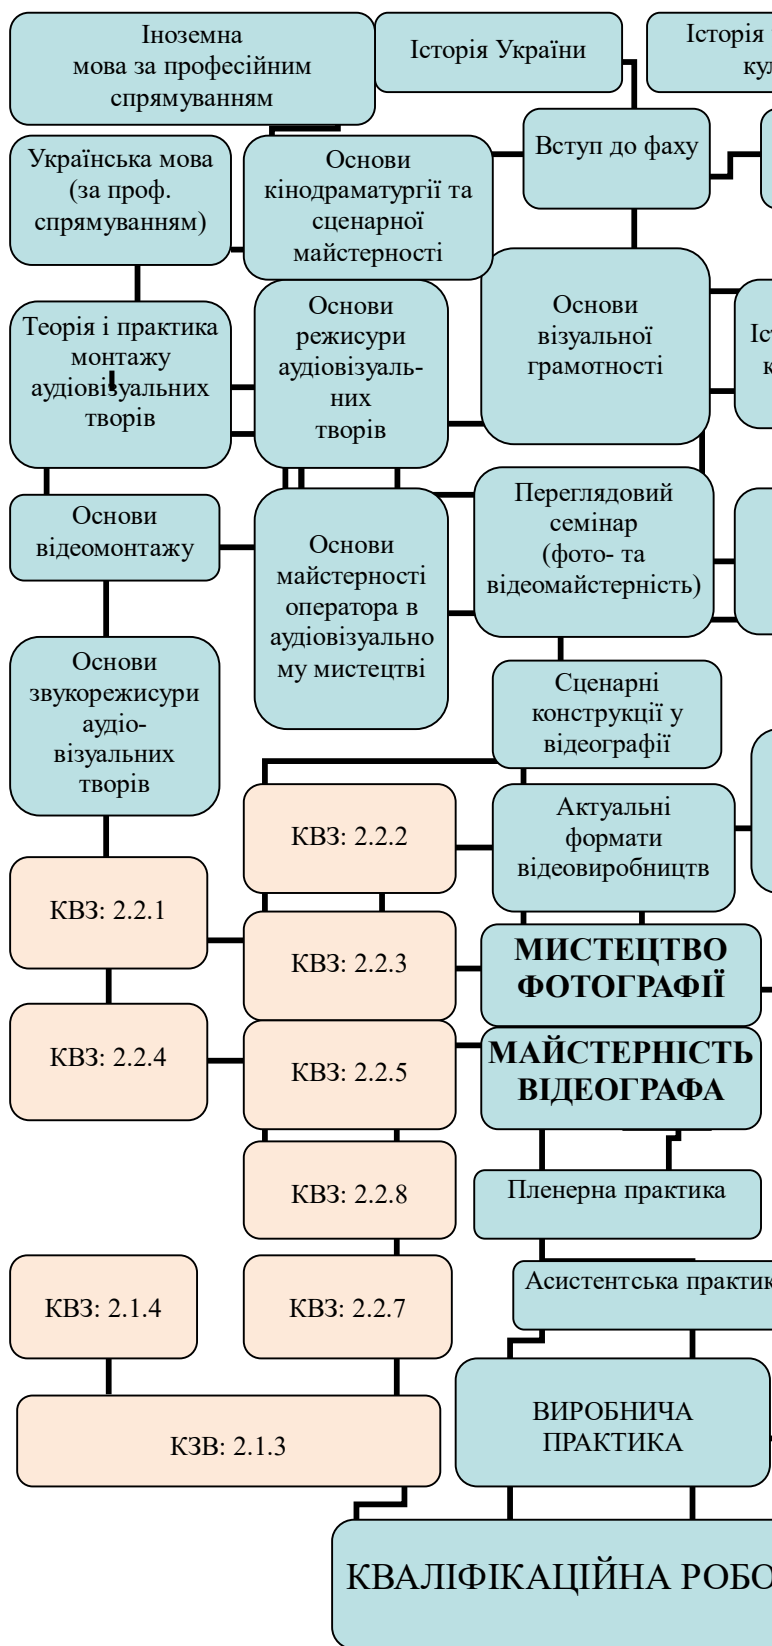 Іноземна
мова за професійним
спрямуванням
Історія України
Історія
Українська мова
(за проф.
спрямуванням)
Основи
кінодраматургії та
сценарної
майстерності
Вступ до фаху
Теорія і практика
монтажу
аудіовізуальних
творів
Основи
режисури
аудіовізуаль-
них
творів
Основи
візуальної
грамотності
Основи
відеомонтажу
Основи
майстерності
оператора в
аудіовізуально
му мистецтві
Переглядовий
семінар
(фото- та
відеомайстерність)
Основи
звукорежисури
аудіо-
візуальних
творів
Сценарні
конструкції у
відеографії
КВЗ: 2.2.2
Актуальні
формати
відеовиробництв
КВЗ: 2.2.1
КВЗ: 2.2.3
МИСТЕЦТВО
ФОТОГРАФІЇ
КВЗ: 2.2.4
КВЗ: 2.2.5
МАЙСТЕРНІСТЬ
ВІДЕОГРАФА
КВЗ: 2.2.8
Пленерна практика
КВЗ: 2.1.4
КВЗ: 2.2.7
Асистентська практик
КЗВ: 2.1.3
ВИРОБНИЧА
ПРАКТИКА
КВАЛІФІКАЦІЙНА РОБО